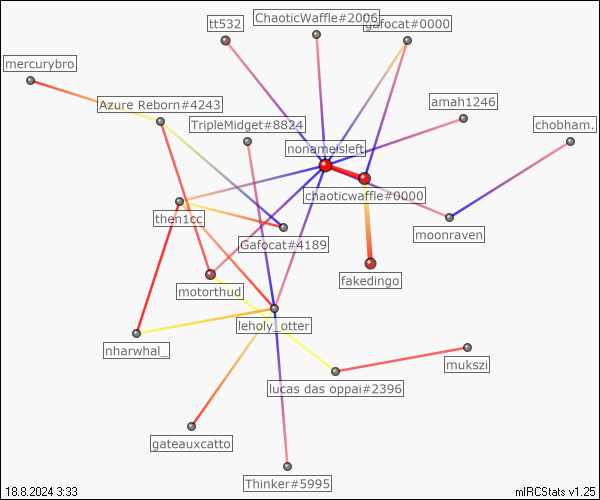 tt532
ChaoticWaffle#2006
gafocat#0000
mercurybro
Azure Reborn#4243
amah1246
TripleMidget#8824
chobham.
nonameisleft
chaoticwaffle#0000
then1cc
moonraven
Gafocat#4189
fakedingo
motorthud
leholy_otter
nharwhal_
mukszi
lucas das oppai#2396
gateauxcatto
Thinker#5995
18.8.2024 3:33
mIRCStats v1.25